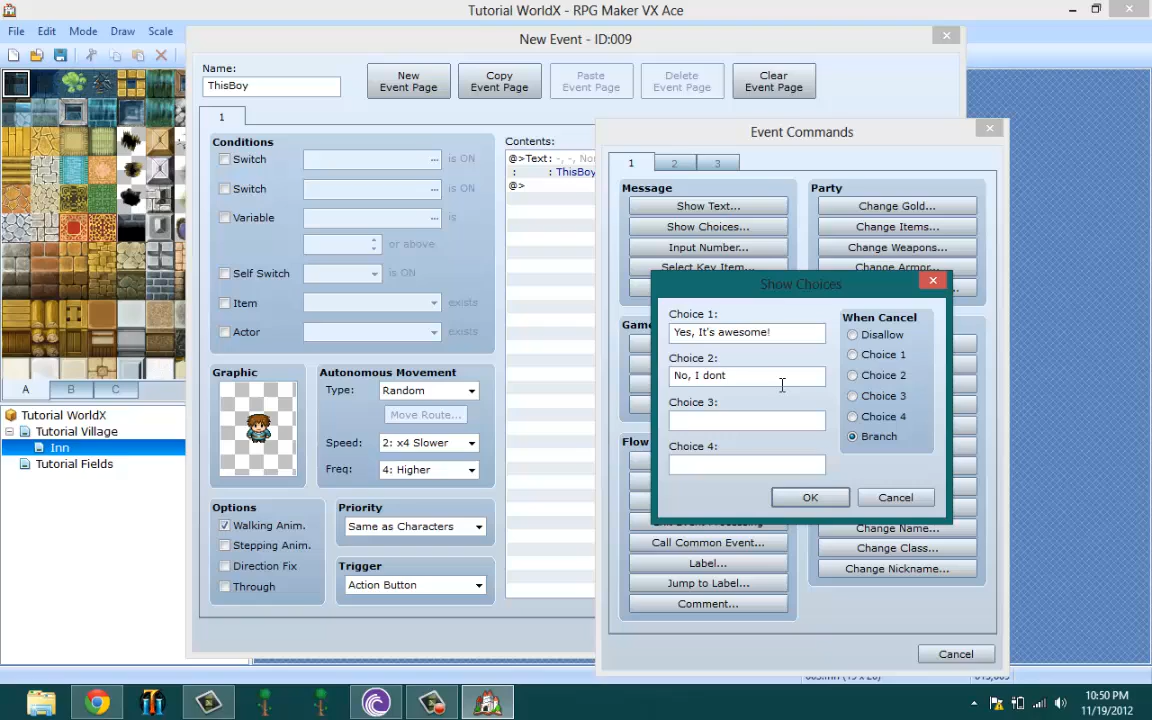 Tutorial WorldX - RPG Maker VX Ace
File Edit Mode Draw Scale
New Event - ID:009
Name:
ThisBoy
New
Event Page
Copy
Event Page
Paste
Event Page
Delete
Event Page
Clear
Event Page
1
Conditions
Switch
... is ON
Switch
... is ON
Variable
... is
or above
Self Switch
is ON
Item
exists
Actor
exists
Graphic
Autonomous Movement
Type: Random
Move Route...
Speed: 2: x4 Slower
Freq: 4: Higher
Options
Walking Anim.
Stepping Anim.
Direction Fix
Through
Priority
Same as Characters
Trigger
Action Button
Contents:
@>Text: -, -, Nor
: : ThisBoy
@>
Event Commands
1 2 3
Message
Show Text...
Show Choices...
Input Number...
Select Key Item...
Party
Change Gold...
Change Items...
Change Weapons...
Change Armor...
Show Choices
Choice 1:
Yes, It's awesome!
Choice 2:
No, I dont
Choice 3:
Choice 4:
When Cancel
Disallow
Choice 1
Choice 2
Choice 3
Choice 4
Branch
OK
Cancel
Flow
Call Common Event...
Label...
Jump to Label...
Comment...
Change Name...
Change Class...
Change Nickname...
Cancel
A B C
Tutorial WorldX
Tutorial Village
Inn
Tutorial Fields
10:50 PM
11/19/2012